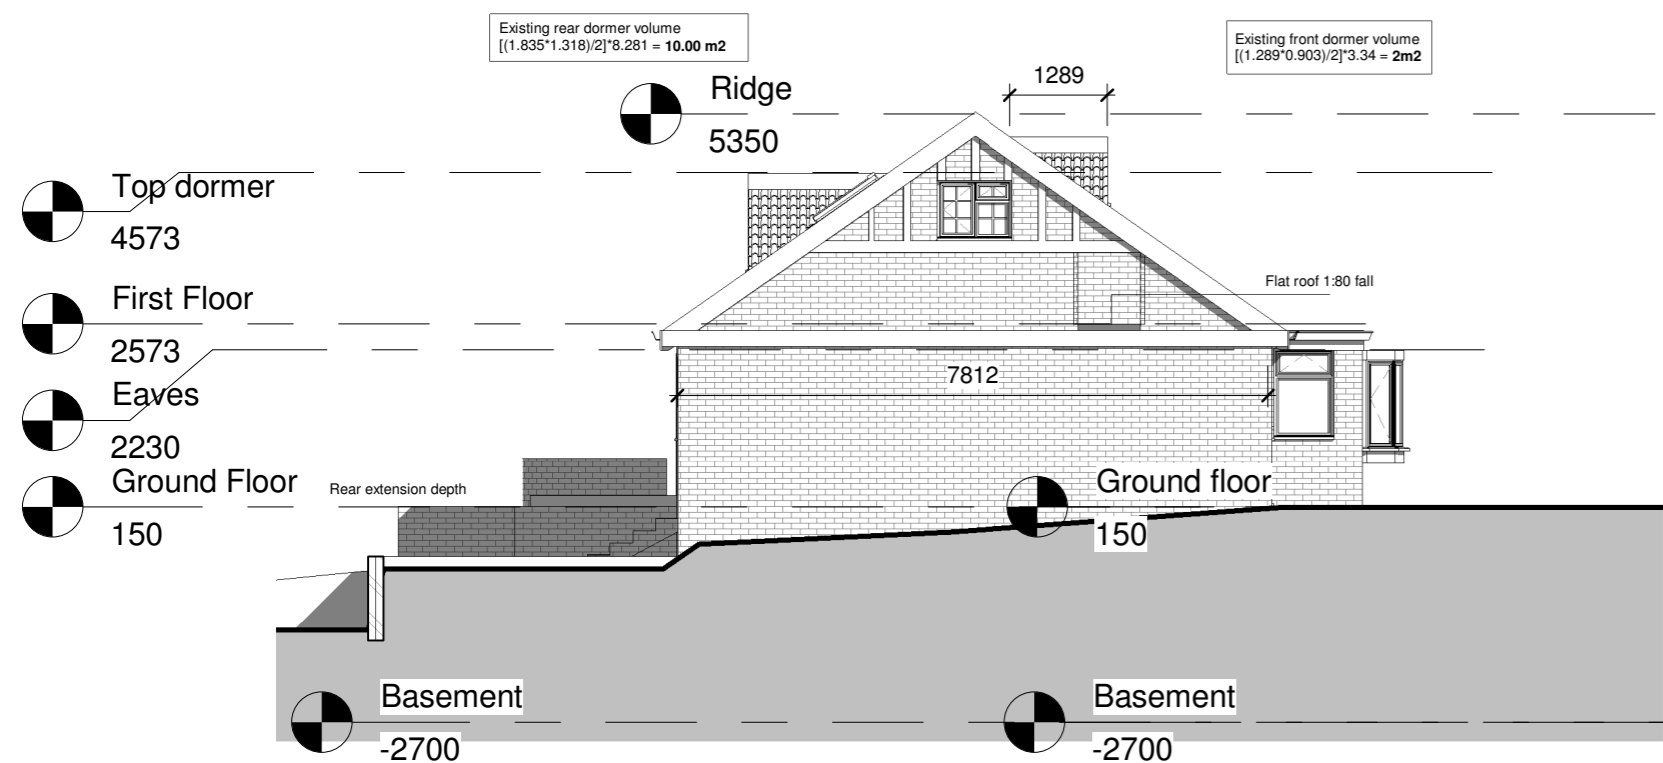 Existing rear dormer volume
[(1.835*1.318)/2]*8.281 = 10.00 m2
Existing front dormer volume
[(1.289*0.903)/2]*3.34 = 2m2
1289
Ridge
5350
Top dormer
4573
First Floor
2573
Flat roof 1:80 fall
Eaves
2230
7812
Ground Floor
150
Rear extension depth
Ground floor
150
Basement
-2700
Basement
-2700